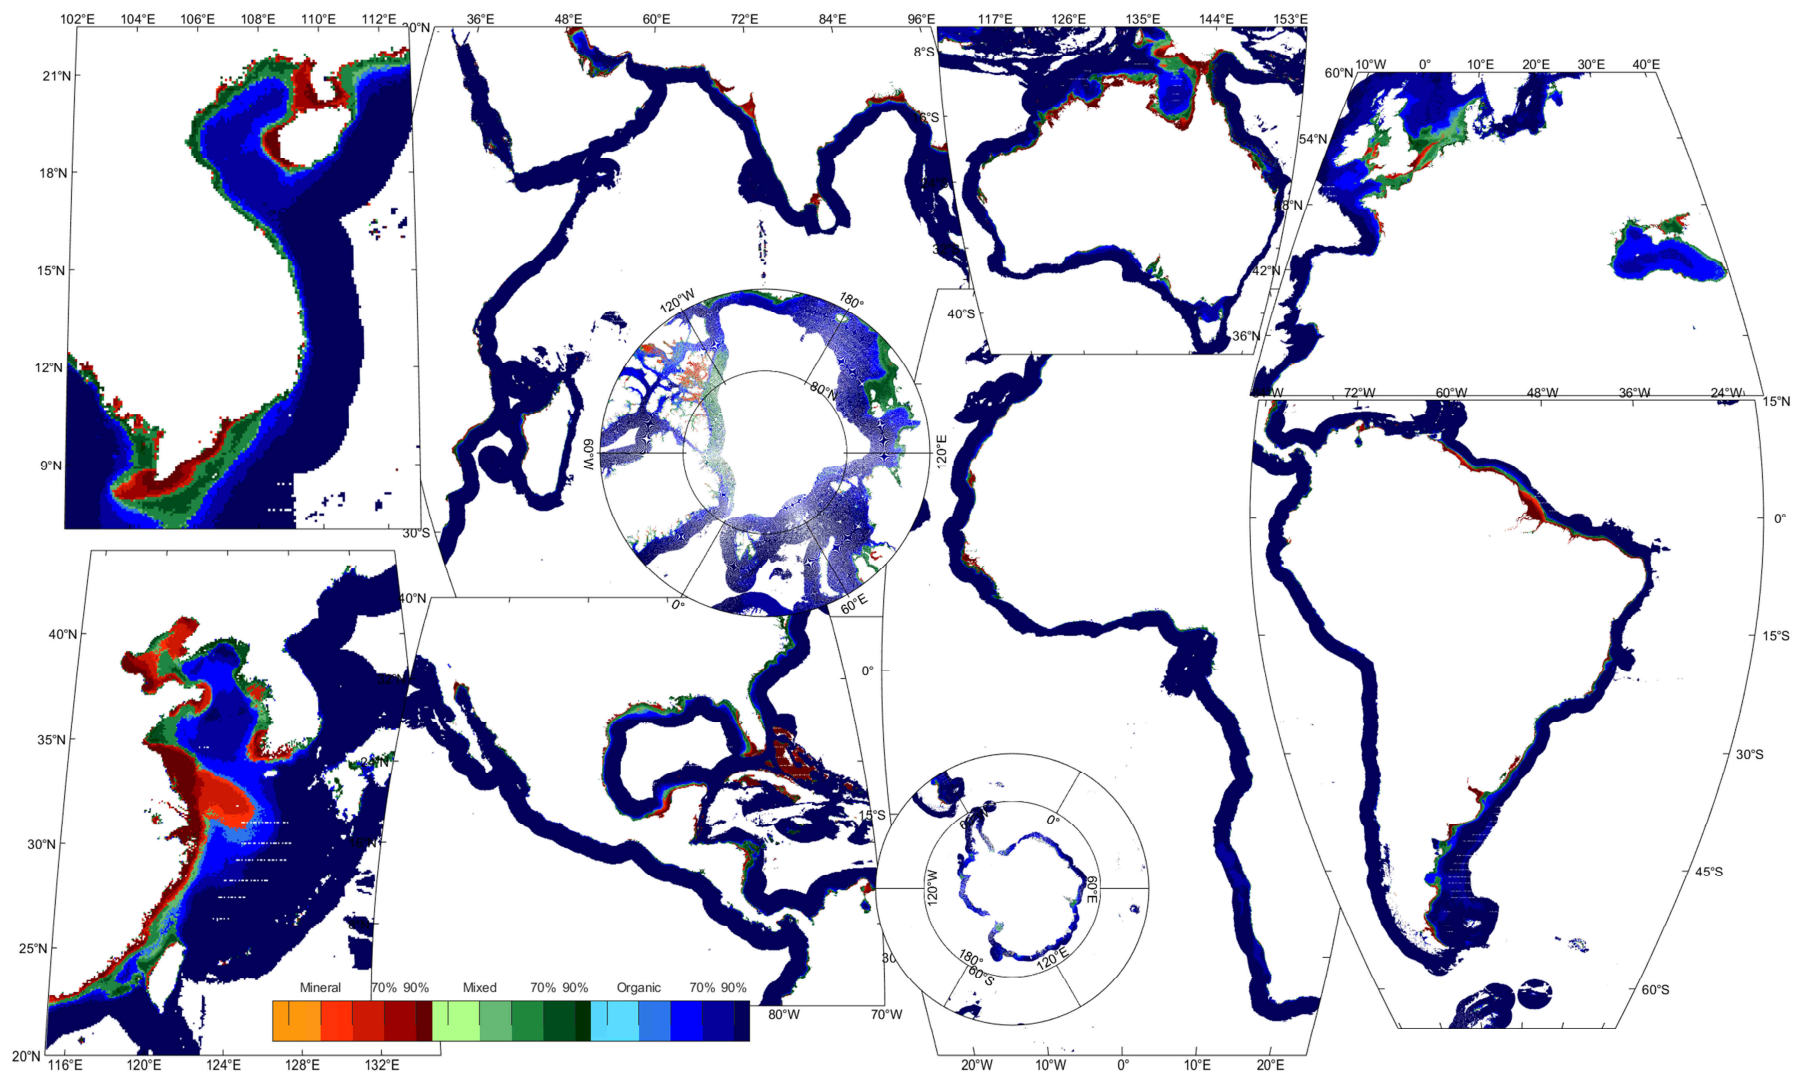 102°E 104°E 106°E 108°E 110°E 112°E
36°E 48°E 60°E 72°E 84°E 96°E
117°E 126°E 135°E 144°E 153°E
10°W 0° 10°E 20°E 30°E 40°E
21°N
18°N
15°N
12°N
9°N
30°S
8°S
40°S
36°N
60°N
54°N
42°N
120°W
180°
80°N
60°W
120°E
0°
60°E
72°W 60°W 48°W 36°W 24°W
15°N
0°
15°S
30°S
45°S
60°S
40°N
35°N
30°N
25°N
20°N
116°E 120°E 124°E 128°E 132°E
40°N
80°W 70°W
0°
15°S
0°
120°W
60°E
180°
60°S
120°E
20°W 10°W 0° 10°E 20°E
Mineral 70% 90% Mixed 70% 90% Organic 70% 90%